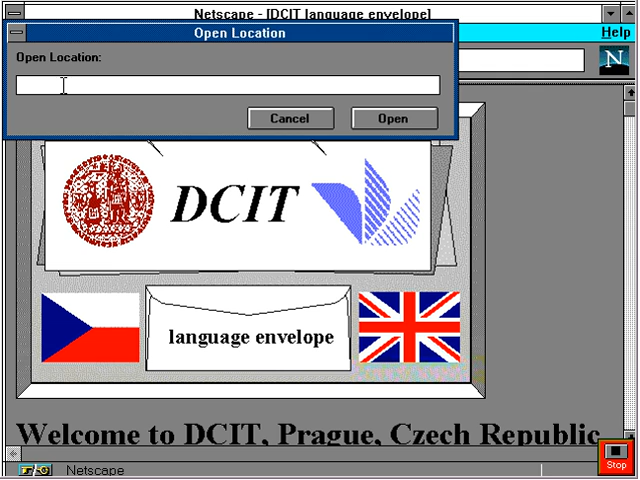 Netscape - [DCIT language envelope]
Open Location
Help
Open Location:
N
Cancel
Open
DCIT
language envelope
Welcome to DCIT, Prague, Czech Republic
Stop
Netscape